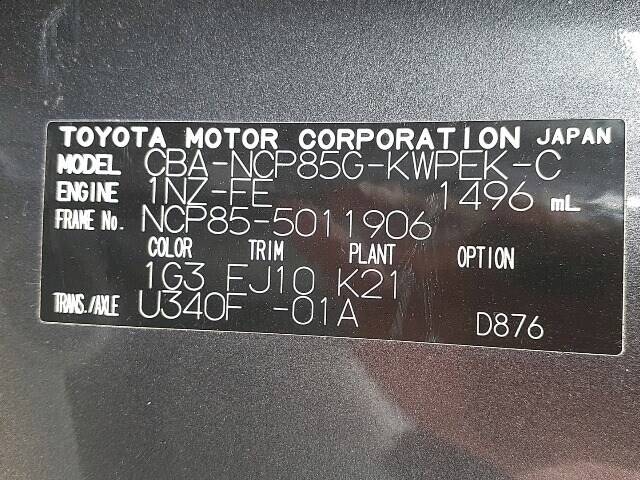 TOYOTA MOTOR CORPORATION JAPAN
MODEL CBA-NCP85G-KWPEK-C
ENGINE 1NZ-FE 1496 mL
FRAME No. NCP85-5011906
COLOR TRIM PLANT OPTION
1G3 FJ10 K21
TRANS./AXLE U340F -01A
D876